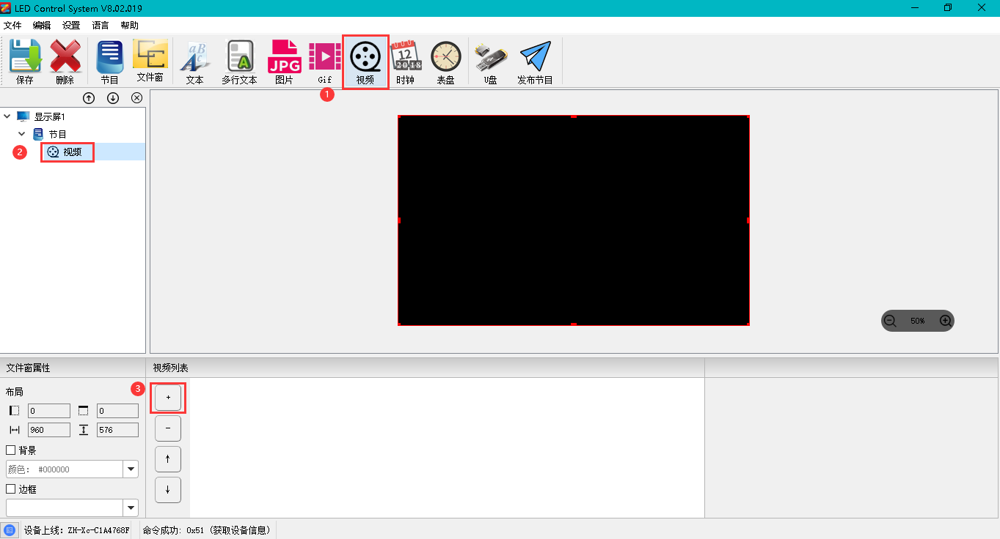 LED Control System V8.02.019
文件 编辑 设置 语言 帮助
保存 删除 节目 文件窗 文本 多行文本 JPG 图片 Gif 视频 12 20:18 时钟 表盘 U盘 发布节目
1
显示屏1
节目
2 视频
50%
文件窗属性 视频列表
布局 3
0 0
960 576
背景
颜色: #000000
边框
+
-
↑
↓
设备上线: ZH-Xc-C1A4768F 命令成功: 0x51 (获取设备信息)